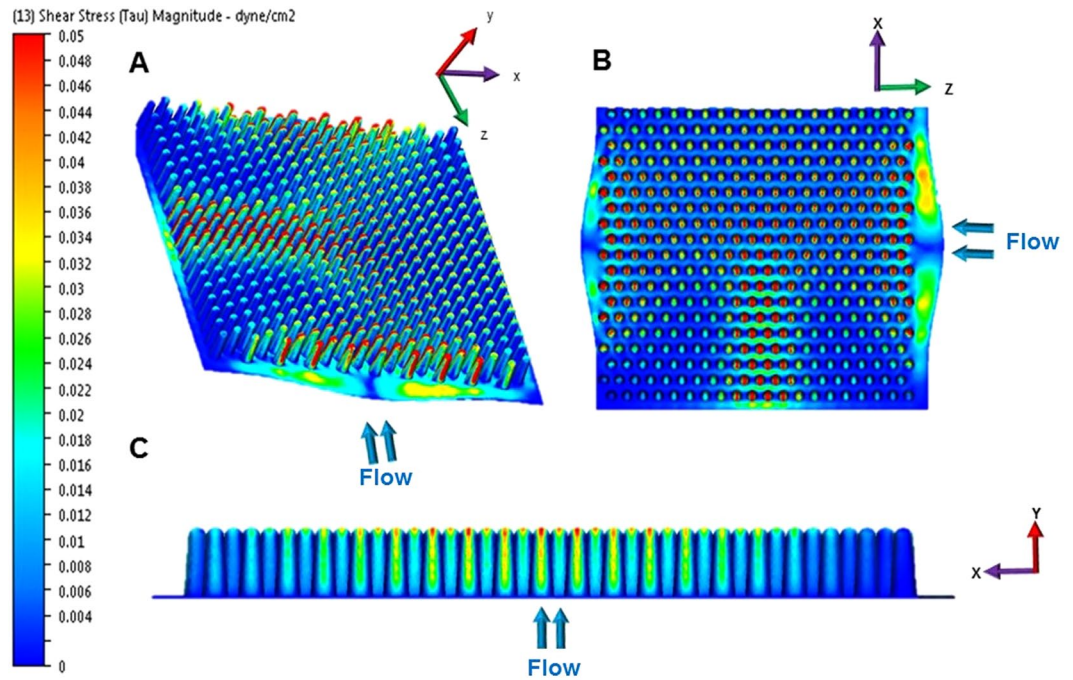 (13) Shear Stress (Tau) Magnitude - dyne/cm2
0.05
0.048
0.046
0.044
0.042
0.04
0.038
0.036
0.034
0.032
0.03
0.028
0.026
0.024
0.022
0.02
0.018
0.016
0.014
0.012
0.01
0.008
0.006
0.004
0
A
y
x
z
Flow
B
X
Z
Flow
C
Y
X
Flow